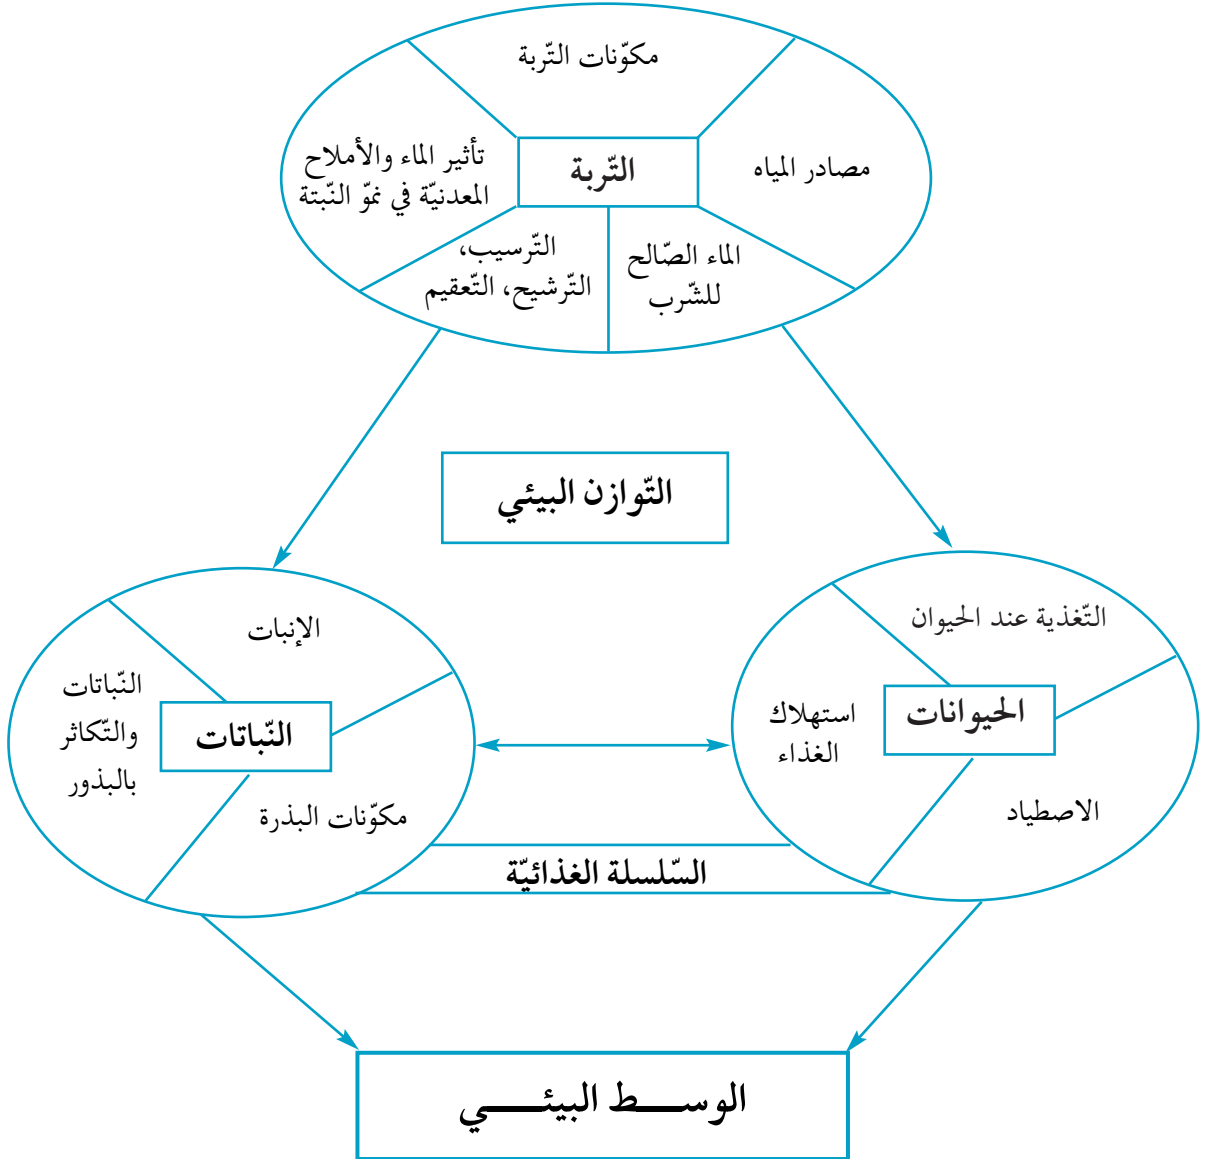 مكوّنات التّربة
مصادر المياه
التّربة
تأثير الماء والأملاح
المعدنيّة في نموّ النّبتة
الماء الصّالح
للشّرب
التّرسيب،
التّرشيح، التّعقيم
التّوازن البيئي
التّغذية عند الحيوان
الحيوانات
استهلاك
الغذاء
الاصطياد
الإنبات
النّباتات
النّباتات
والتّكاثر
بالبذور
مكوّنات البذرة
السّلسلة الغذائيّة
الوســـط البيئـــي